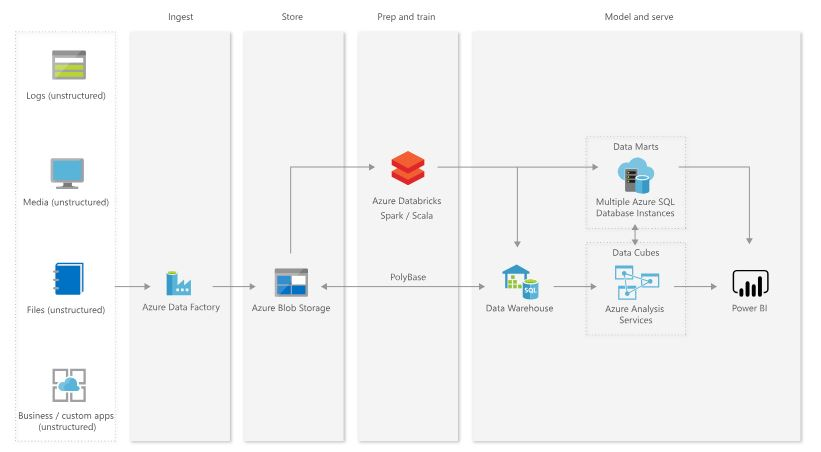 Ingest
Store
Prep and train
Model and serve
Logs (unstructured)
Media (unstructured)
Files (unstructured)
Business / custom apps
(unstructured)
Azure Data Factory
Azure Blob Storage
Azure Databricks
Spark / Scala
PolyBase
SQL
Data Warehouse
Data Marts
Multiple Azure SQL
Database Instances
Data Cubes
Azure Analysis
Services
Power BI